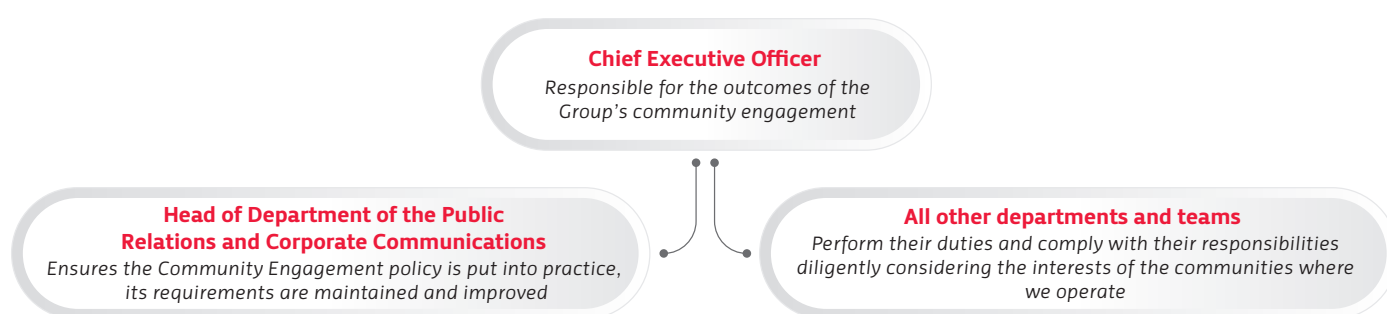 Chief Executive Officer
Responsible for the outcomes of the
Group's community engagement
Head of Department of the Public
Relations and Corporate Communications
Ensures the Community Engagement policy is put into practice,
its requirements are maintained and improved
All other departments and teams
Perform their duties and comply with their responsibilities
diligently considering the interests of the communities where
we operate